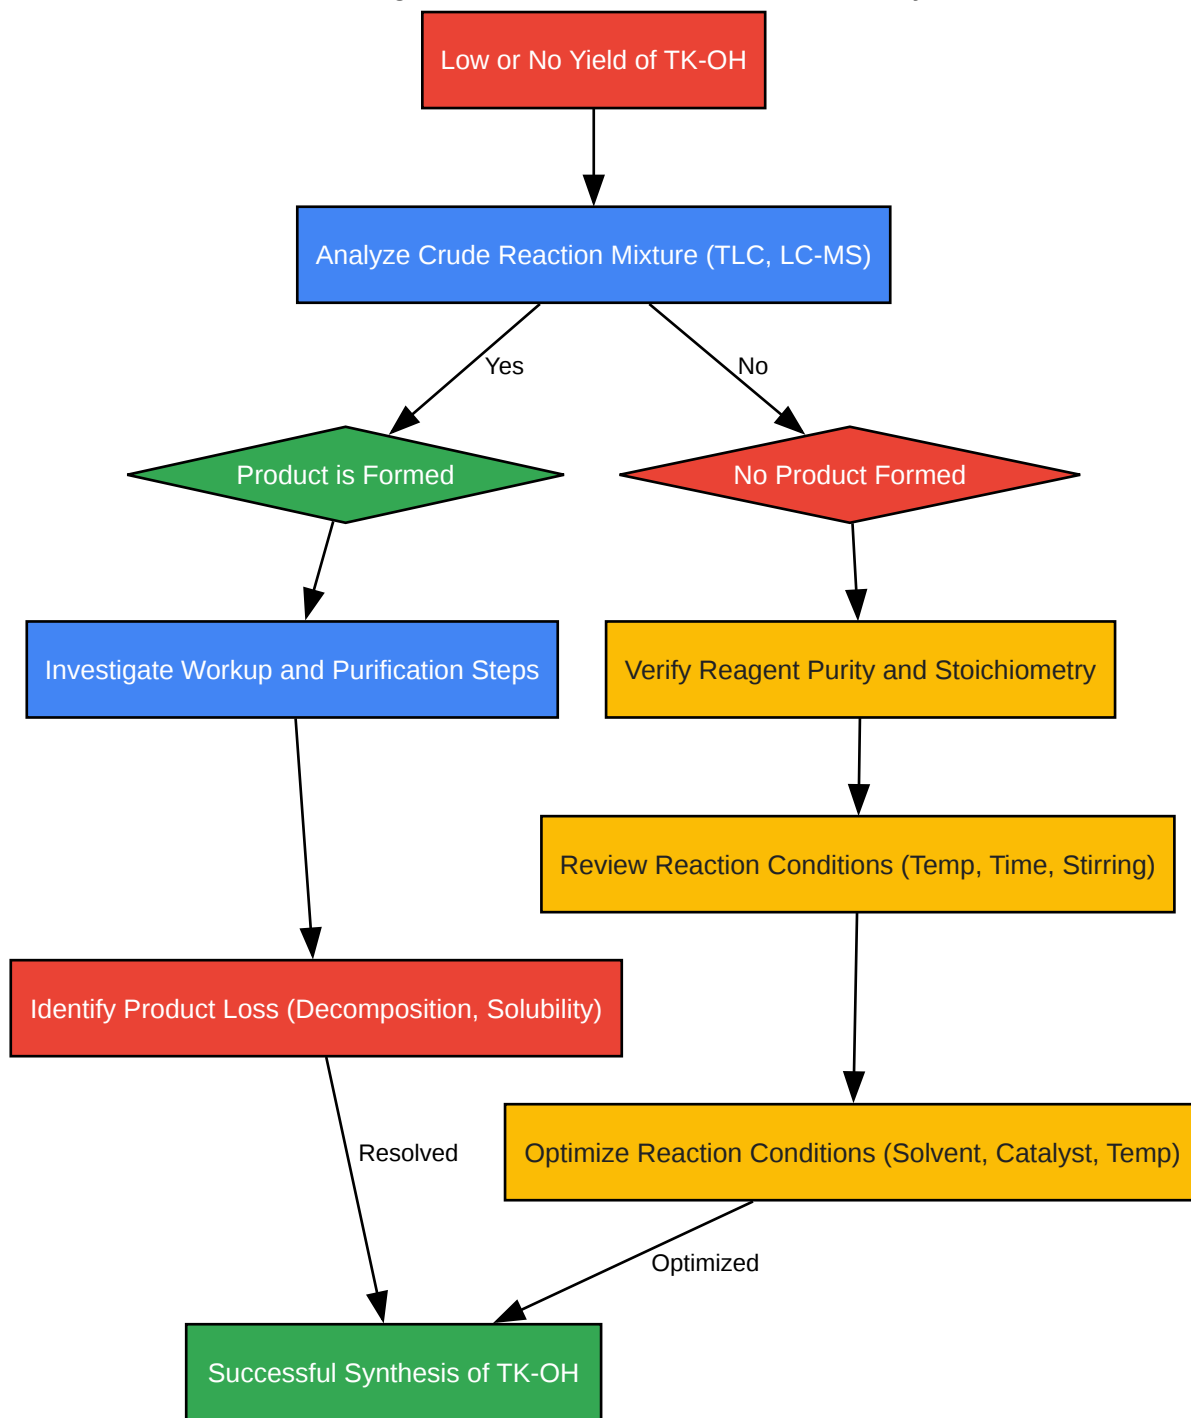 Low or No Yield of TK-OH
Analyze Crude Reaction Mixture (TLC, LC-MS)
Yes
No
Product is Formed
No Product Formed
Investigate Workup and Purification Steps
Verify Reagent Purity and Stoichiometry
Review Reaction Conditions (Temp, Time, Stirring)
Identify Product Loss (Decomposition, Solubility)
Resolved
Optimize Reaction Conditions (Solvent, Catalyst, Temp)
Optimized
Successful Synthesis of TK-OH